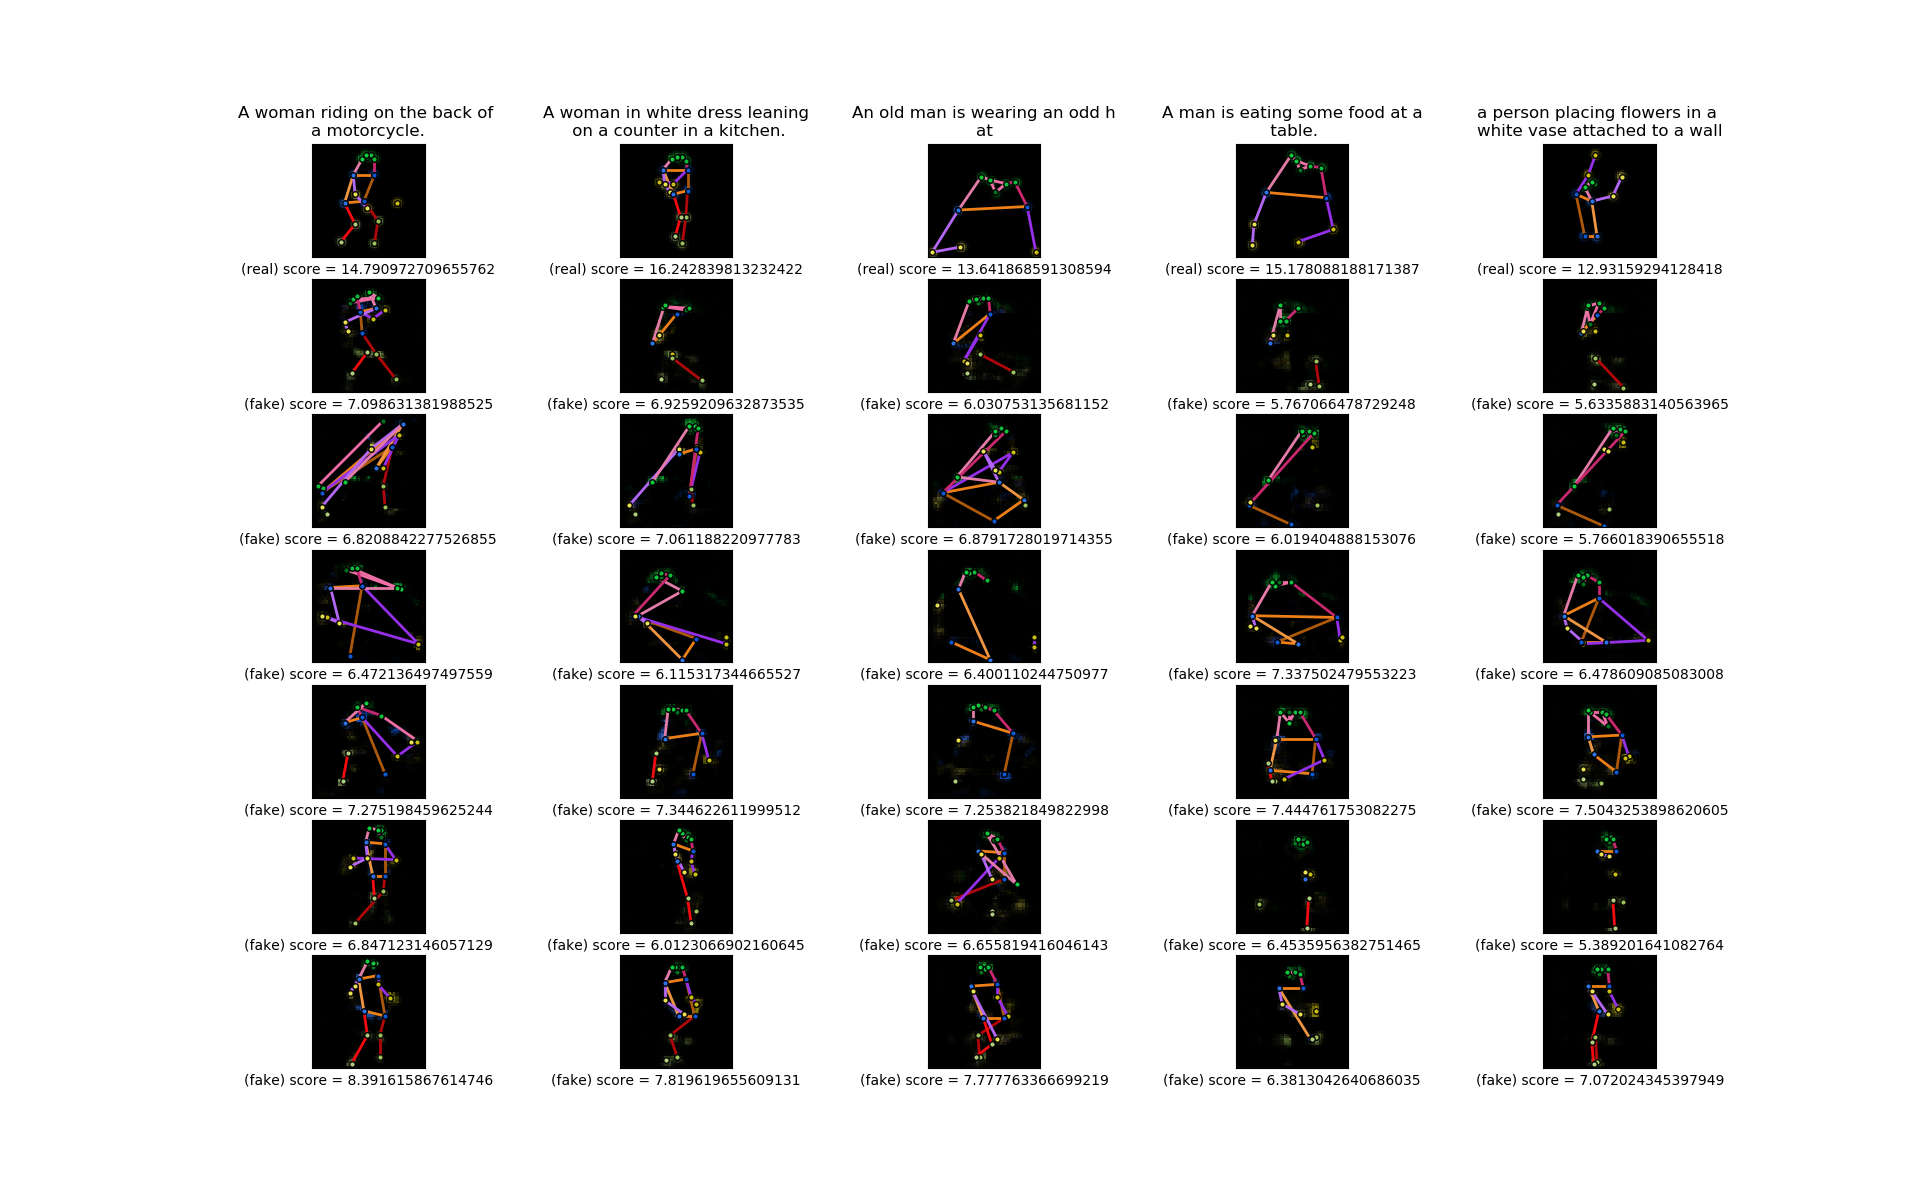 A woman riding on the back of
a motorcycle.
A woman in white dress leaning
on a counter in a kitchen.
An old man is wearing an odd h
at
A man is eating some food at a
table.
a person placing flowers in a
white vase attached to a wall
(real) score = 14.790972709655762
(real) score = 16.242839813232422
(real) score = 13.641868591308594
(real) score = 15.178088188171387
(real) score = 12.93159294128418
(fake) score = 7.098631381988525
(fake) score = 6.9259209632873535
(fake) score = 6.030753135681152
(fake) score = 5.767066478729248
(fake) score = 5.6335883140563965
(fake) score = 6.8208842277526855
(fake) score = 7.061188220977783
(fake) score = 6.8791728019714355
(fake) score = 6.019404888153076
(fake) score = 5.766018390655518
(fake) score = 6.472136497497559
(fake) score = 6.115317344665527
(fake) score = 6.400110244750977
(fake) score = 7.337502479553223
(fake) score = 6.478609085083008
(fake) score = 7.275198459625244
(fake) score = 7.344622611999512
(fake) score = 7.253821849822998
(fake) score = 7.444761753082275
(fake) score = 7.5043253898620605
(fake) score = 6.847123146057129
(fake) score = 6.0123066902160645
(fake) score = 6.655819416046143
(fake) score = 6.4535956382751465
(fake) score = 5.389201641082764
(fake) score = 8.391615867614746
(fake) score = 7.819619655609131
(fake) score = 7.777763366699219
(fake) score = 6.3813042640686035
(fake) score = 7.072024345397949